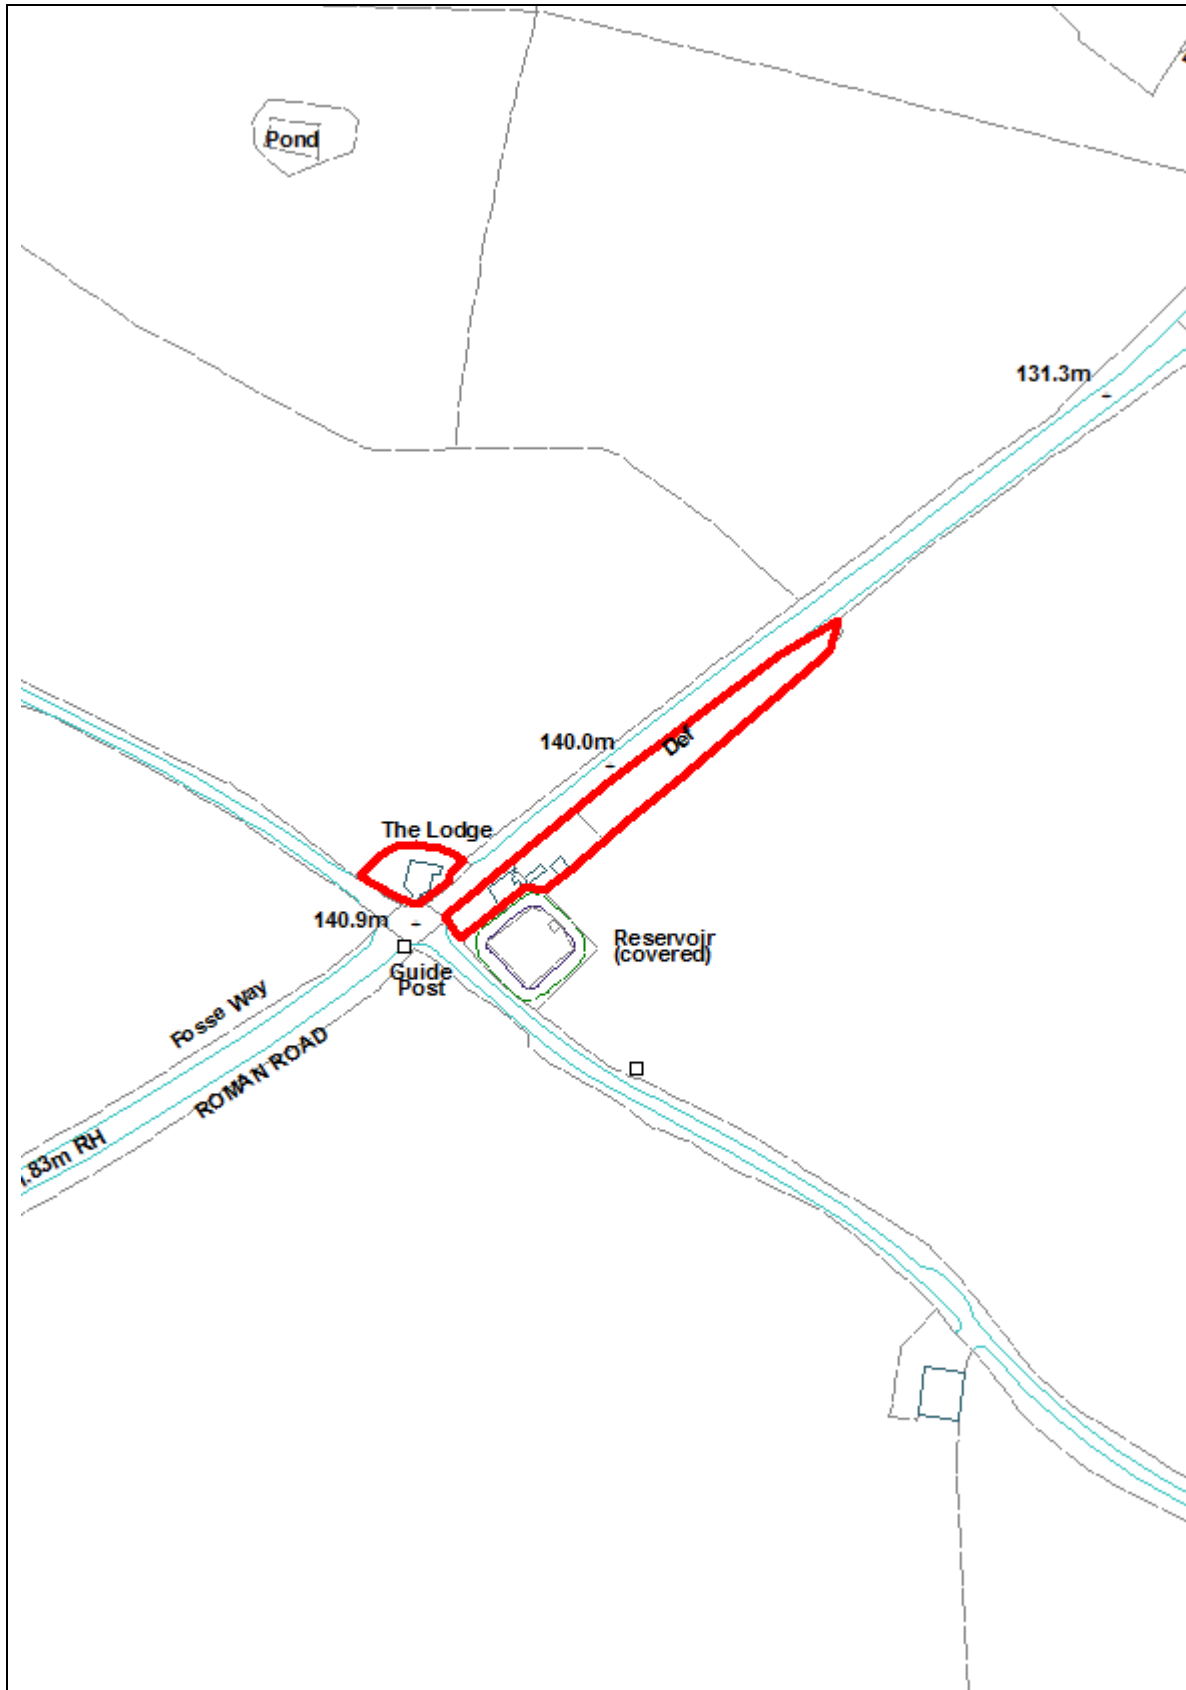 Pond
131.3m
140.0m
Def
The Lodge
140.9m
Reservoir
(covered)
Guide
Post
Fosse Way
ROMAN ROAD
.83m RH